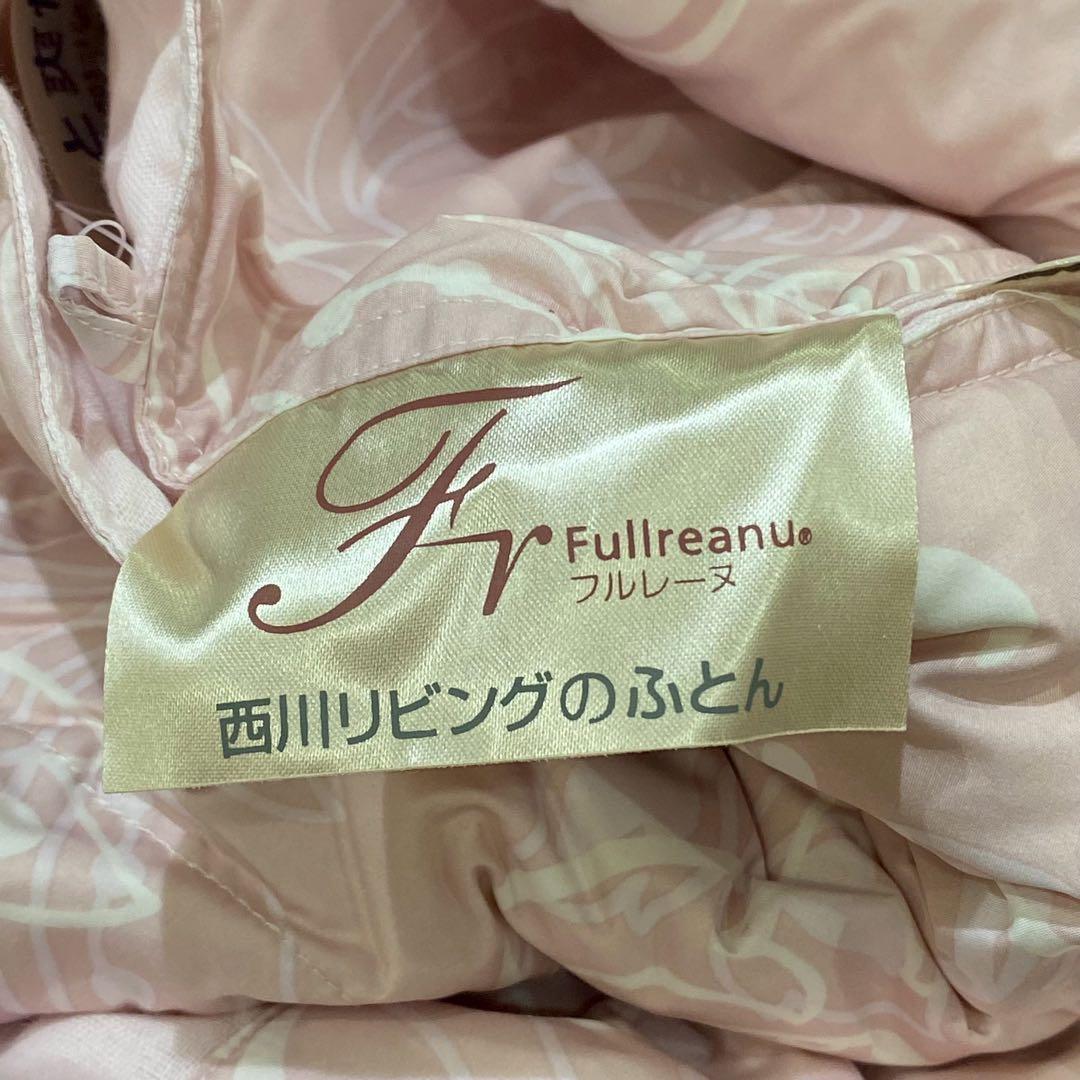 Fr
Fullreanu®
フルレーヌ
西川リビングのふとん